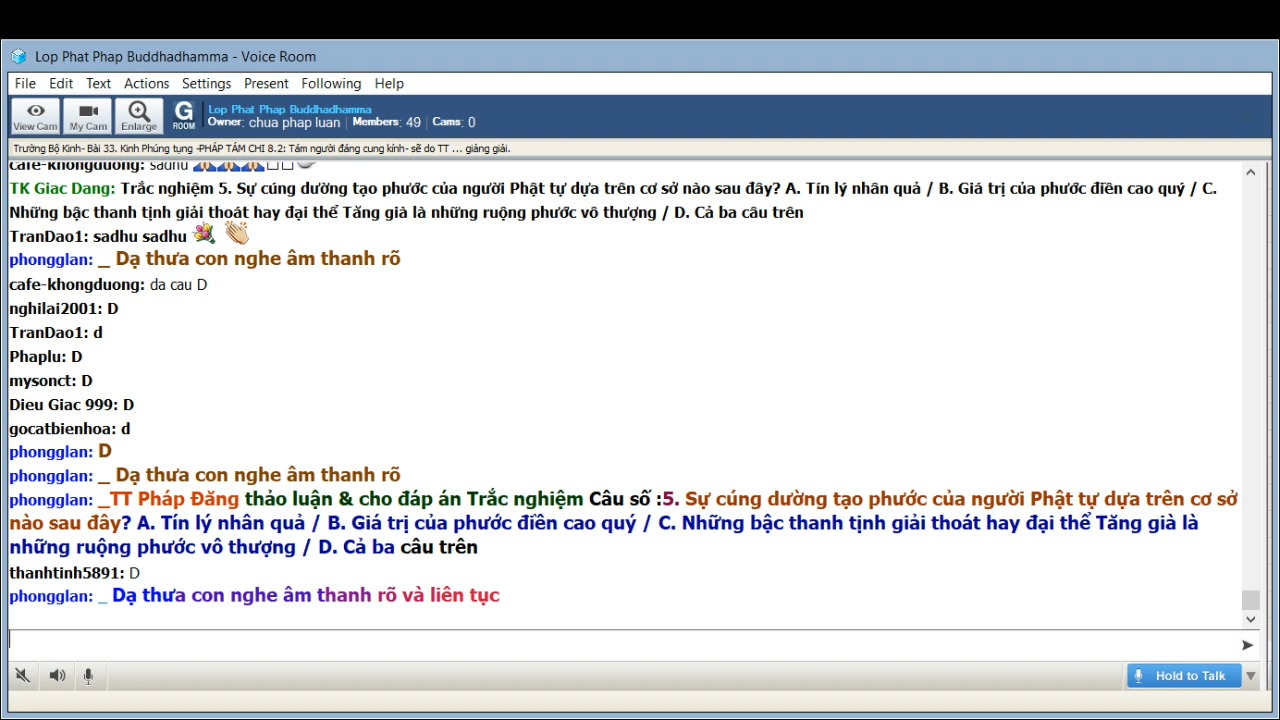 Lop Phat Phap Buddhadhamma - Voice Room
File Edit Text Actions Settings Present Following Help
View Cam My Cam Enlarge G ROOM Lop Phat Phap Buddhadhamma
Owner: chua phap luan | Members: 49 | Cams: 0
Trường Bộ Kinh- Bài 33. Kinh Phúng tụng -PHÁP TÁM CHI 8.2: Tám người đáng cung kính- sẽ do TT ... giảng giải.
cafe-khongduong: sadhu
TK Giac Dang: Trắc nghiệm 5. Sự cúng dường tạo phước của người Phật tự dựa trên cơ sở nào sau đây? A. Tín lý nhân quả / B. Giá trị của phước điền cao quý / C.
Những bậc thanh tịnh giải thoát hay đại thể Tăng già là những ruộng phước vô thượng / D. Cả ba câu trên
TranDao1: sadhu sadhu
phongglan: _ Dạ thưa con nghe âm thanh rõ
cafe-khongduong: da cau D
nghilai2001: D
TranDao1: d
Phaplu: D
mysonct: D
Dieu Giac 999: D
gocatbienhoa: d
phongglan: D
phongglan: _ Dạ thưa con nghe âm thanh rõ
phongglan: _TT Pháp Đăng thảo luận & cho đáp án Trắc nghiệm Câu số :5. Sự cúng dường tạo phước của người Phật tự dựa trên cơ sở
nào sau đây? A. Tín lý nhân quả / B. Giá trị của phước điền cao quý / C. Những bậc thanh tịnh giải thoát hay đại thể Tăng già là
những ruộng phước vô thượng / D. Cả ba câu trên
thanhtinh5891: D
phongglan: _ Dạ thưa con nghe âm thanh rõ và liên tục
Hold to Talk